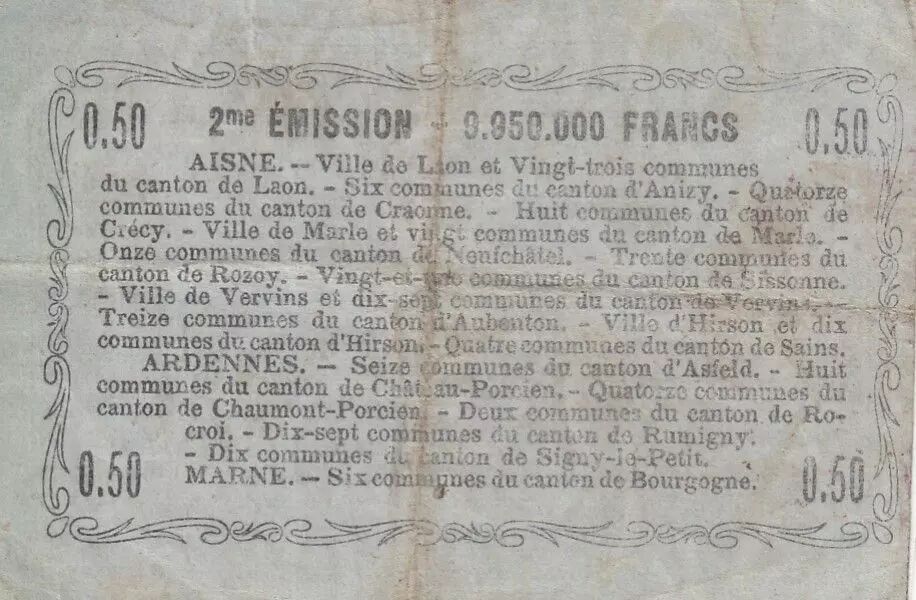 0.50 2me ÉMISSION - 9.950.000 FRANCS 0.50
AISNE. -- Ville de Laon et Vingt-trois communes
du canton de Laon. - Six communes du canton d'Anizy. - Quatorze
communes du canton de Craonne. - Huit communes du canton de
Crécy. - Ville de Marle et vingt communes du canton de Marle. -
Onze communes du canton de Neufchâtel. - Trente communes du
canton de Rozoy. - Vingt-et-une communes du canton de Sissonne.
- Ville de Vervins et dix-sept communes du canton de Vervins. -
Treize communes du canton d'Aubenton. - Ville d'Hirson et dix
communes du canton d'Hirson. - Quatre communes du canton de Sains.
ARDENNES. -- Seize communes du canton d'Asfeld. - Huit
communes du canton de Château-Porcien. - Quatorze communes du
canton de Chaumont-Porcien. - Deux communes du canton de Ro-
croi. - Dix-sept communes du canton de Rumigny.
- Dix communes du canton de Signy-le-Petit.
0.50 MARNE. -- Six communes du canton de Bourgogne. 0.50